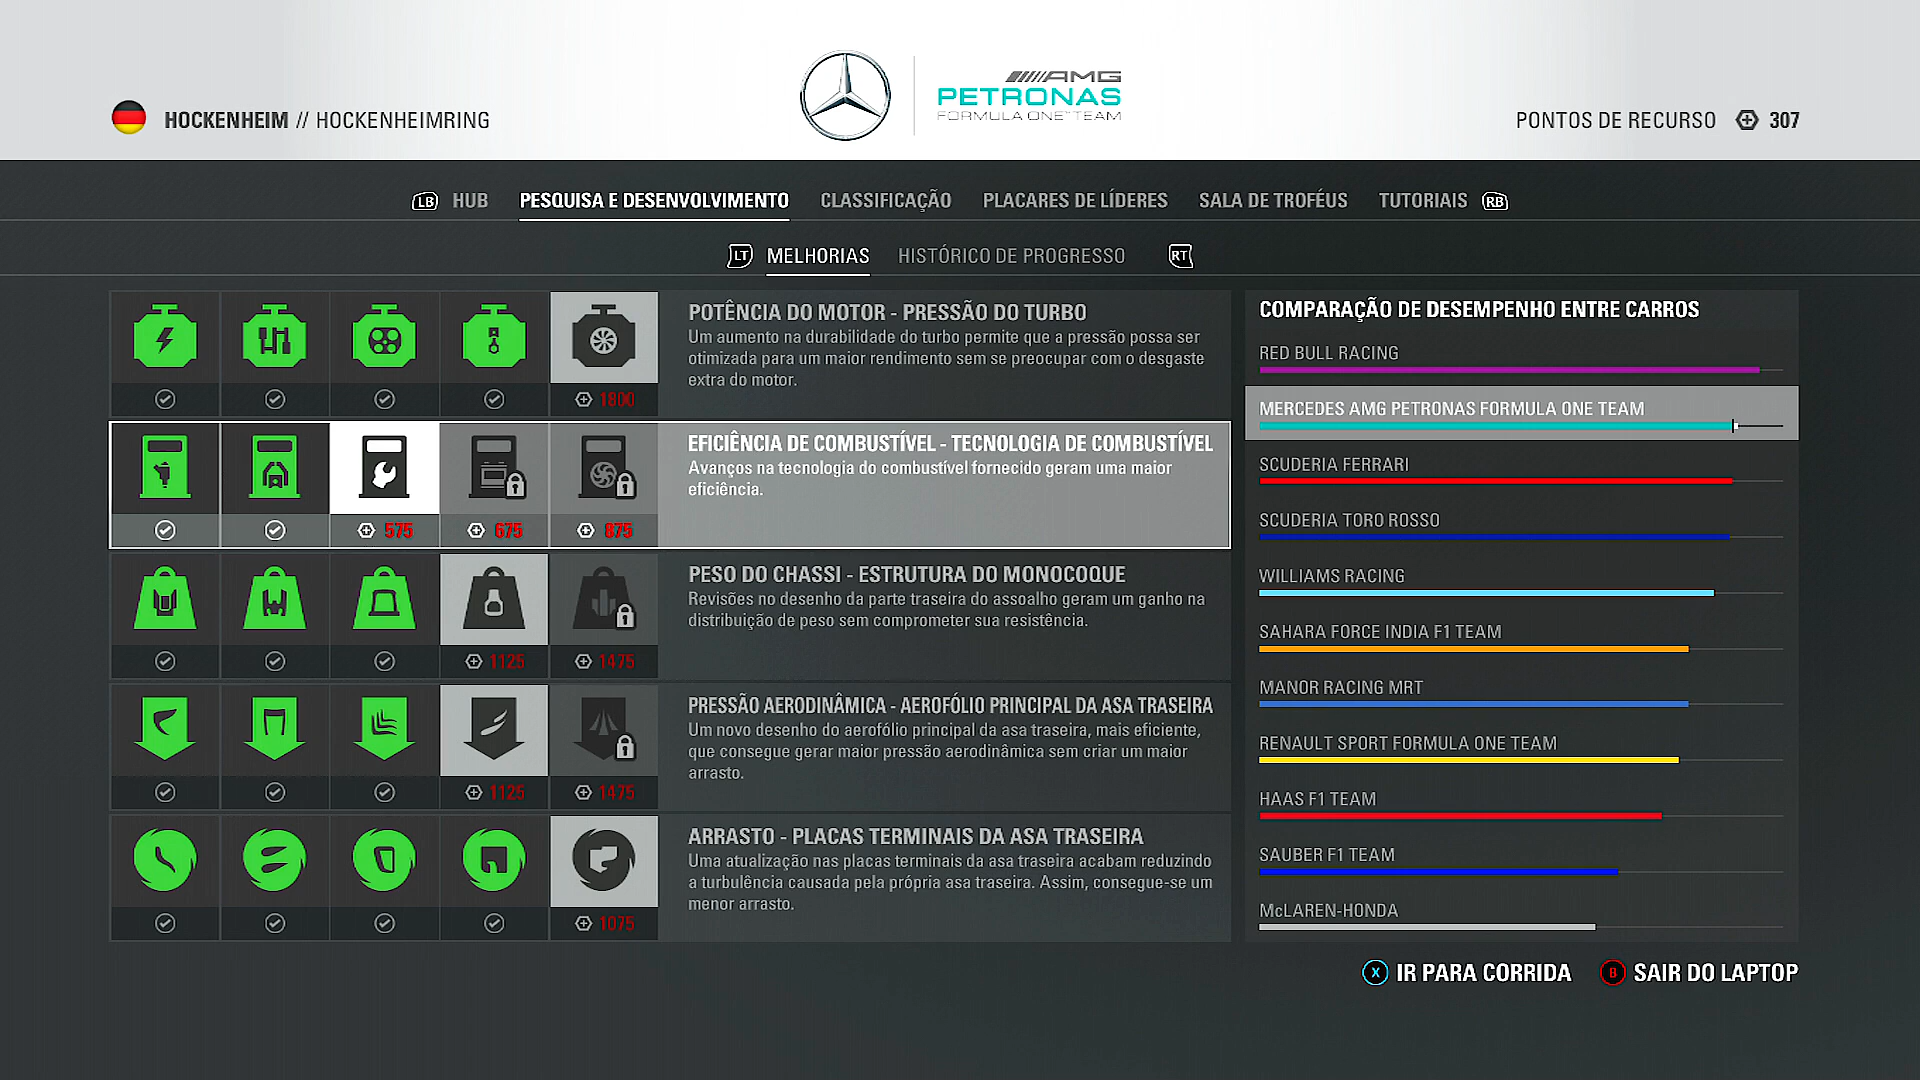 HOCKENHEIM // HOCKENHEIMRING
AMG
PETRONAS
FORMULA ONE™ TEAM
PONTOS DE RECURSO 307
LB HUB PESQUISA E DESENVOLVIMENTO CLASSIFICAÇÃO PLACARES DE LÍDERES SALA DE TROFÉUS TUTORIAIS RB
LT MELHORIAS HISTÓRICO DE PROGRESSO RT
POTÊNCIA DO MOTOR - PRESSÃO DO TURBO
Um aumento na durabilidade do turbo permite que a pressão possa ser
otimizada para um maior rendimento sem se preocupar com o desgaste
extra do motor.
1800
EFICIÊNCIA DE COMBUSTÍVEL - TECNOLOGIA DE COMBUSTÍVEL
Avanços na tecnologia do combustível fornecido geram uma maior
eficiência.
575 675 875
PESO DO CHASSI - ESTRUTURA DO MONOCOQUE
Revisões no desenho da parte traseira do assoalho geram um ganho na
distribuição de peso sem comprometer sua resistência.
1125 1475
PRESSÃO AERODINÂMICA - AEROFÓLIO PRINCIPAL DA ASA TRASEIRA
Um novo desenho do aerofólio principal da asa traseira, mais eficiente,
que consegue gerar maior pressão aerodinâmica sem criar um maior
arrasto.
1125 1475
ARRASTO - PLACAS TERMINAIS DA ASA TRASEIRA
Uma atualização nas placas terminais da asa traseira acabam reduzindo
a turbulência causada pela própria asa traseira. Assim, consegue-se um
menor arrasto.
1075
COMPARAÇÃO DE DESEMPENHO ENTRE CARROS
RED BULL RACING
MERCEDES AMG PETRONAS FORMULA ONE TEAM
SCUDERIA FERRARI
SCUDERIA TORO ROSSO
WILLIAMS RACING
SAHARA FORCE INDIA F1 TEAM
MANOR RACING MRT
RENAULT SPORT FORMULA ONE TEAM
HAAS F1 TEAM
SAUBER F1 TEAM
McLAREN-HONDA
X IR PARA CORRIDA B SAIR DO LAPTOP